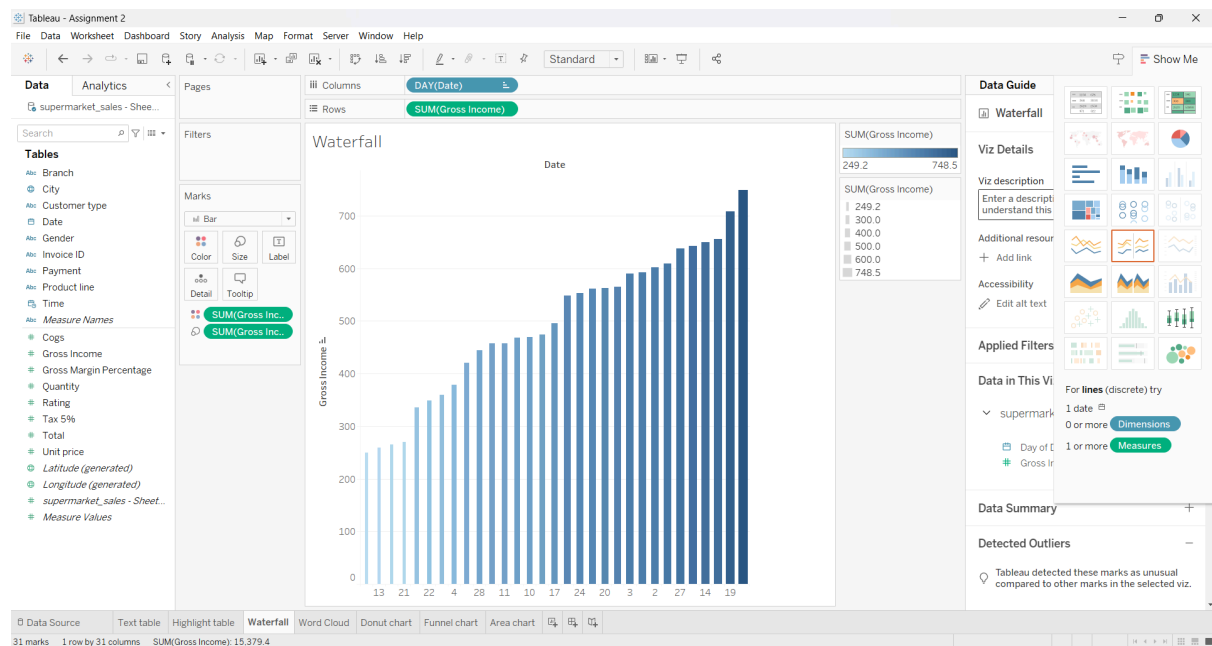 Tableau - Assignment 2
File Data Worksheet Dashboard Story Analysis Map Format Server Window Help
Standard
Show Me
Data Analytics
supermarket_sales - Shee...
Search
Tables
Abc Branch
City
Abc Customer type
Date
Abc Gender
Abc Invoice ID
Abc Payment
Abc Product line
Time
Abc Measure Names
Cogs
# Gross Income
# Gross Margin Percentage
Quantity
# Rating
# Tax 5%
Total
# Unit price
Latitude (generated)
Longitude (generated)
# supermarket_sales - Sheet...
# Measure Values
Pages
Filters
Marks
Bar
Color Size Label
Detail Tooltip
SUM(Gross Inc..
SUM(Gross Inc..
Columns DAY(Date)
Rows SUM(Gross Income)
Waterfall
Date
Gross Income
700
600
500
400
300
200
100
0
13 21 22 4 28 11 10 17 24 20 3 2 27 14 19
SUM(Gross Income)
249.2 748.5
SUM(Gross Income)
249.2
300.0
400.0
500.0
600.0
748.5
Data Guide
Waterfall
Viz Details
Viz description
Enter a descripti
understand this
Additional resour
+ Add link
Accessibility
Edit alt text
Applied Filters
Data in This Vi
supermark
Day of D
# Gross In
Data Summary +
Detected Outliers −
Tableau detected these marks as unusual
compared to other marks in the selected viz.
For lines (discrete) try
1 date
0 or more Dimensions
1 or more Measures
Data Source Text table Highlight table Waterfall Word Cloud Donut chart Funnel chart Area chart
31 marks 1 row by 31 columns SUM(Gross Income): 15,379.4